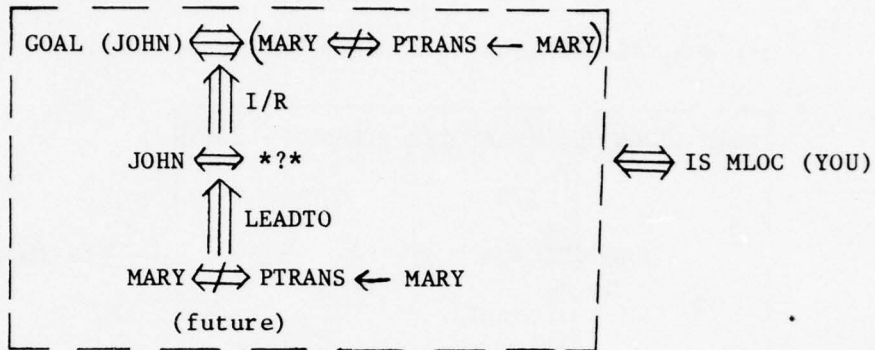 GOAL (JOHN) (MARY PTRANS MARY)
I/R
JOHN *?*
IS MLOC (YOU)
LEADTO
MARY PTRANS MARY
(future)